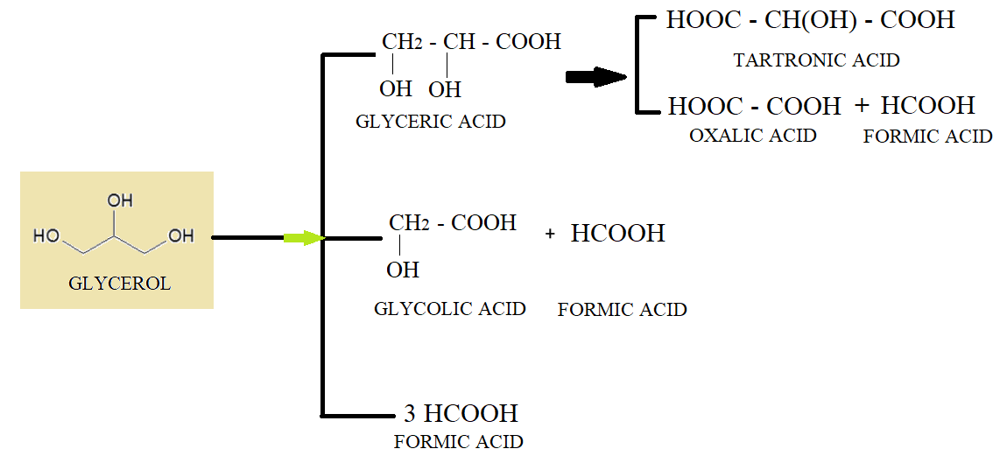 CH2 - CH - COOH
OH OH
GLYCERIC ACID
HOOC - CH(OH) - COOH
TARTRONIC ACID
HOOC - COOH + HCOOH
OXALIC ACID FORMIC ACID
OH
HO OH
GLYCEROL
CH2 - COOH + HCOOH
OH
GLYCOLIC ACID FORMIC ACID
3 HCOOH
FORMIC ACID